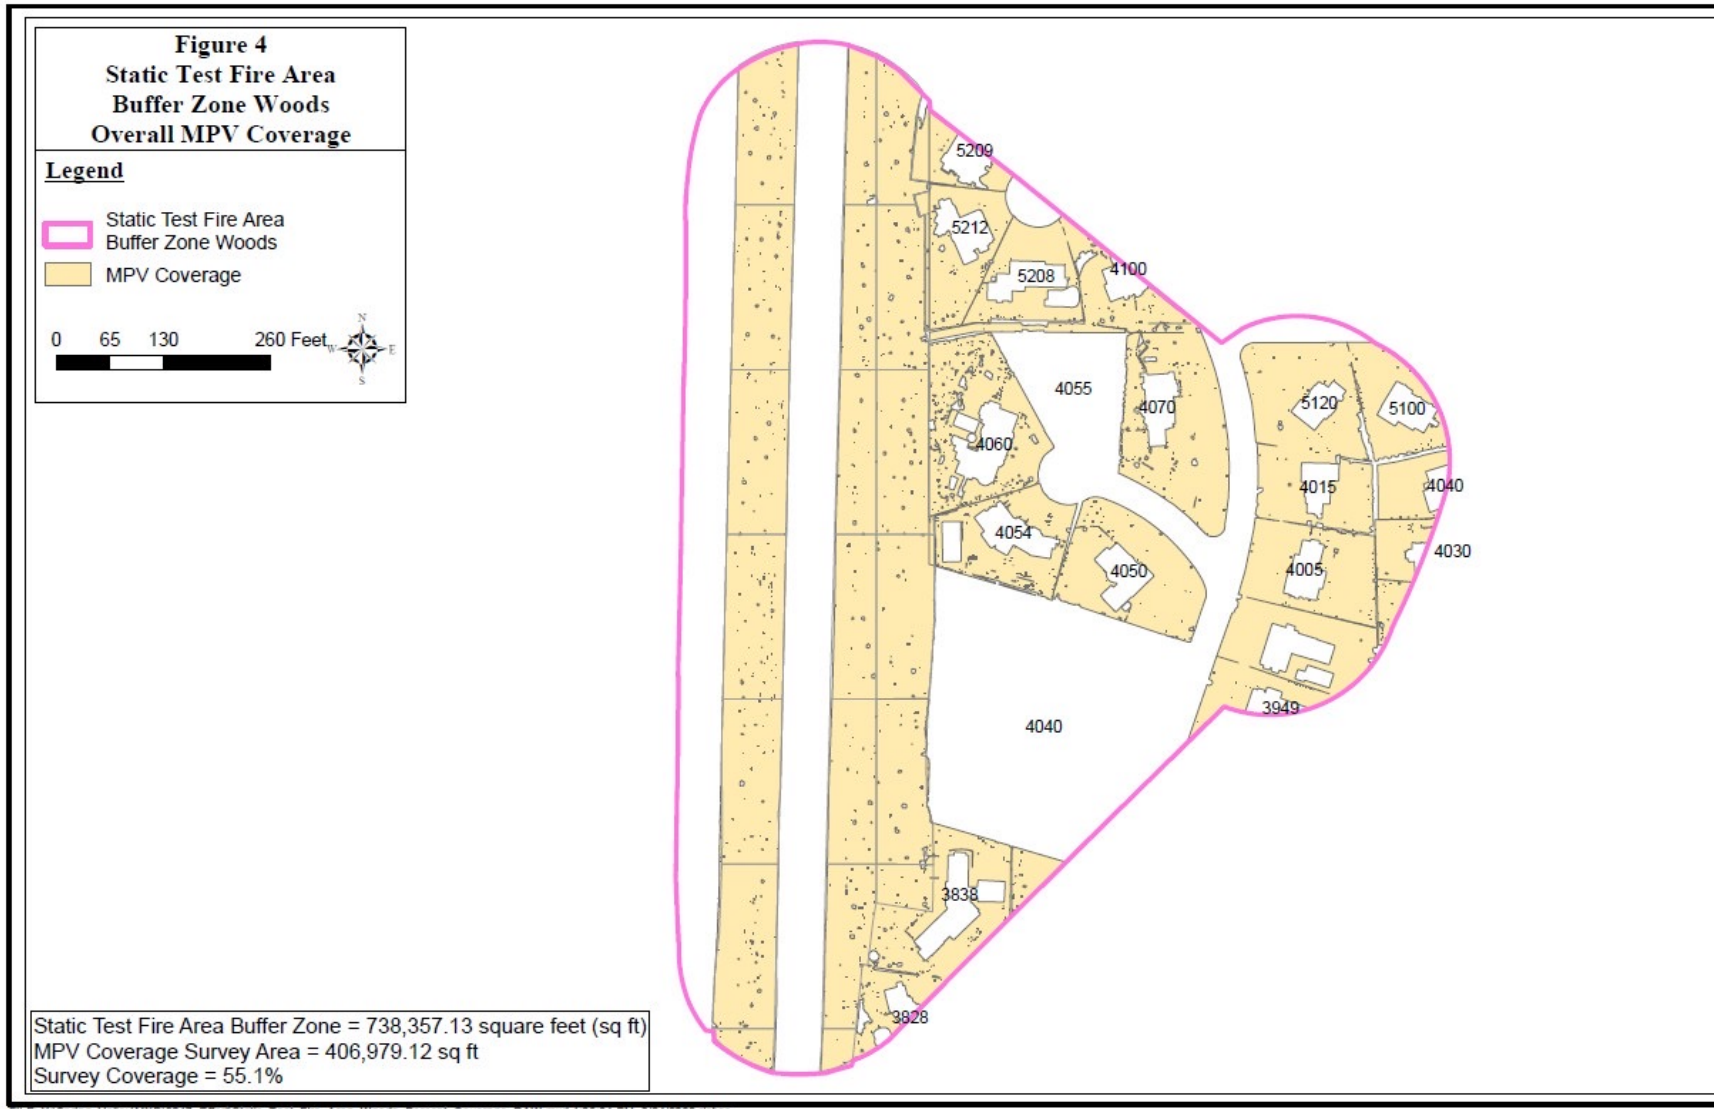 Figure 4
Static Test Fire Area
Buffer Zone Woods
Overall MPV Coverage
Legend
Static Test Fire Area
Buffer Zone Woods
MPV Coverage
0 65 130 260 Feet
N
W E
S
5209
5212
5208
4100
4055
4070
4060
5120
5100
4015
4040
4054
4050
4005
4030
3949
4040
3838
3828
Static Test Fire Area Buffer Zone = 738,357.13 square feet (sq ft)
MPV Coverage Survey Area = 406,979.12 sq ft
Survey Coverage = 55.1%